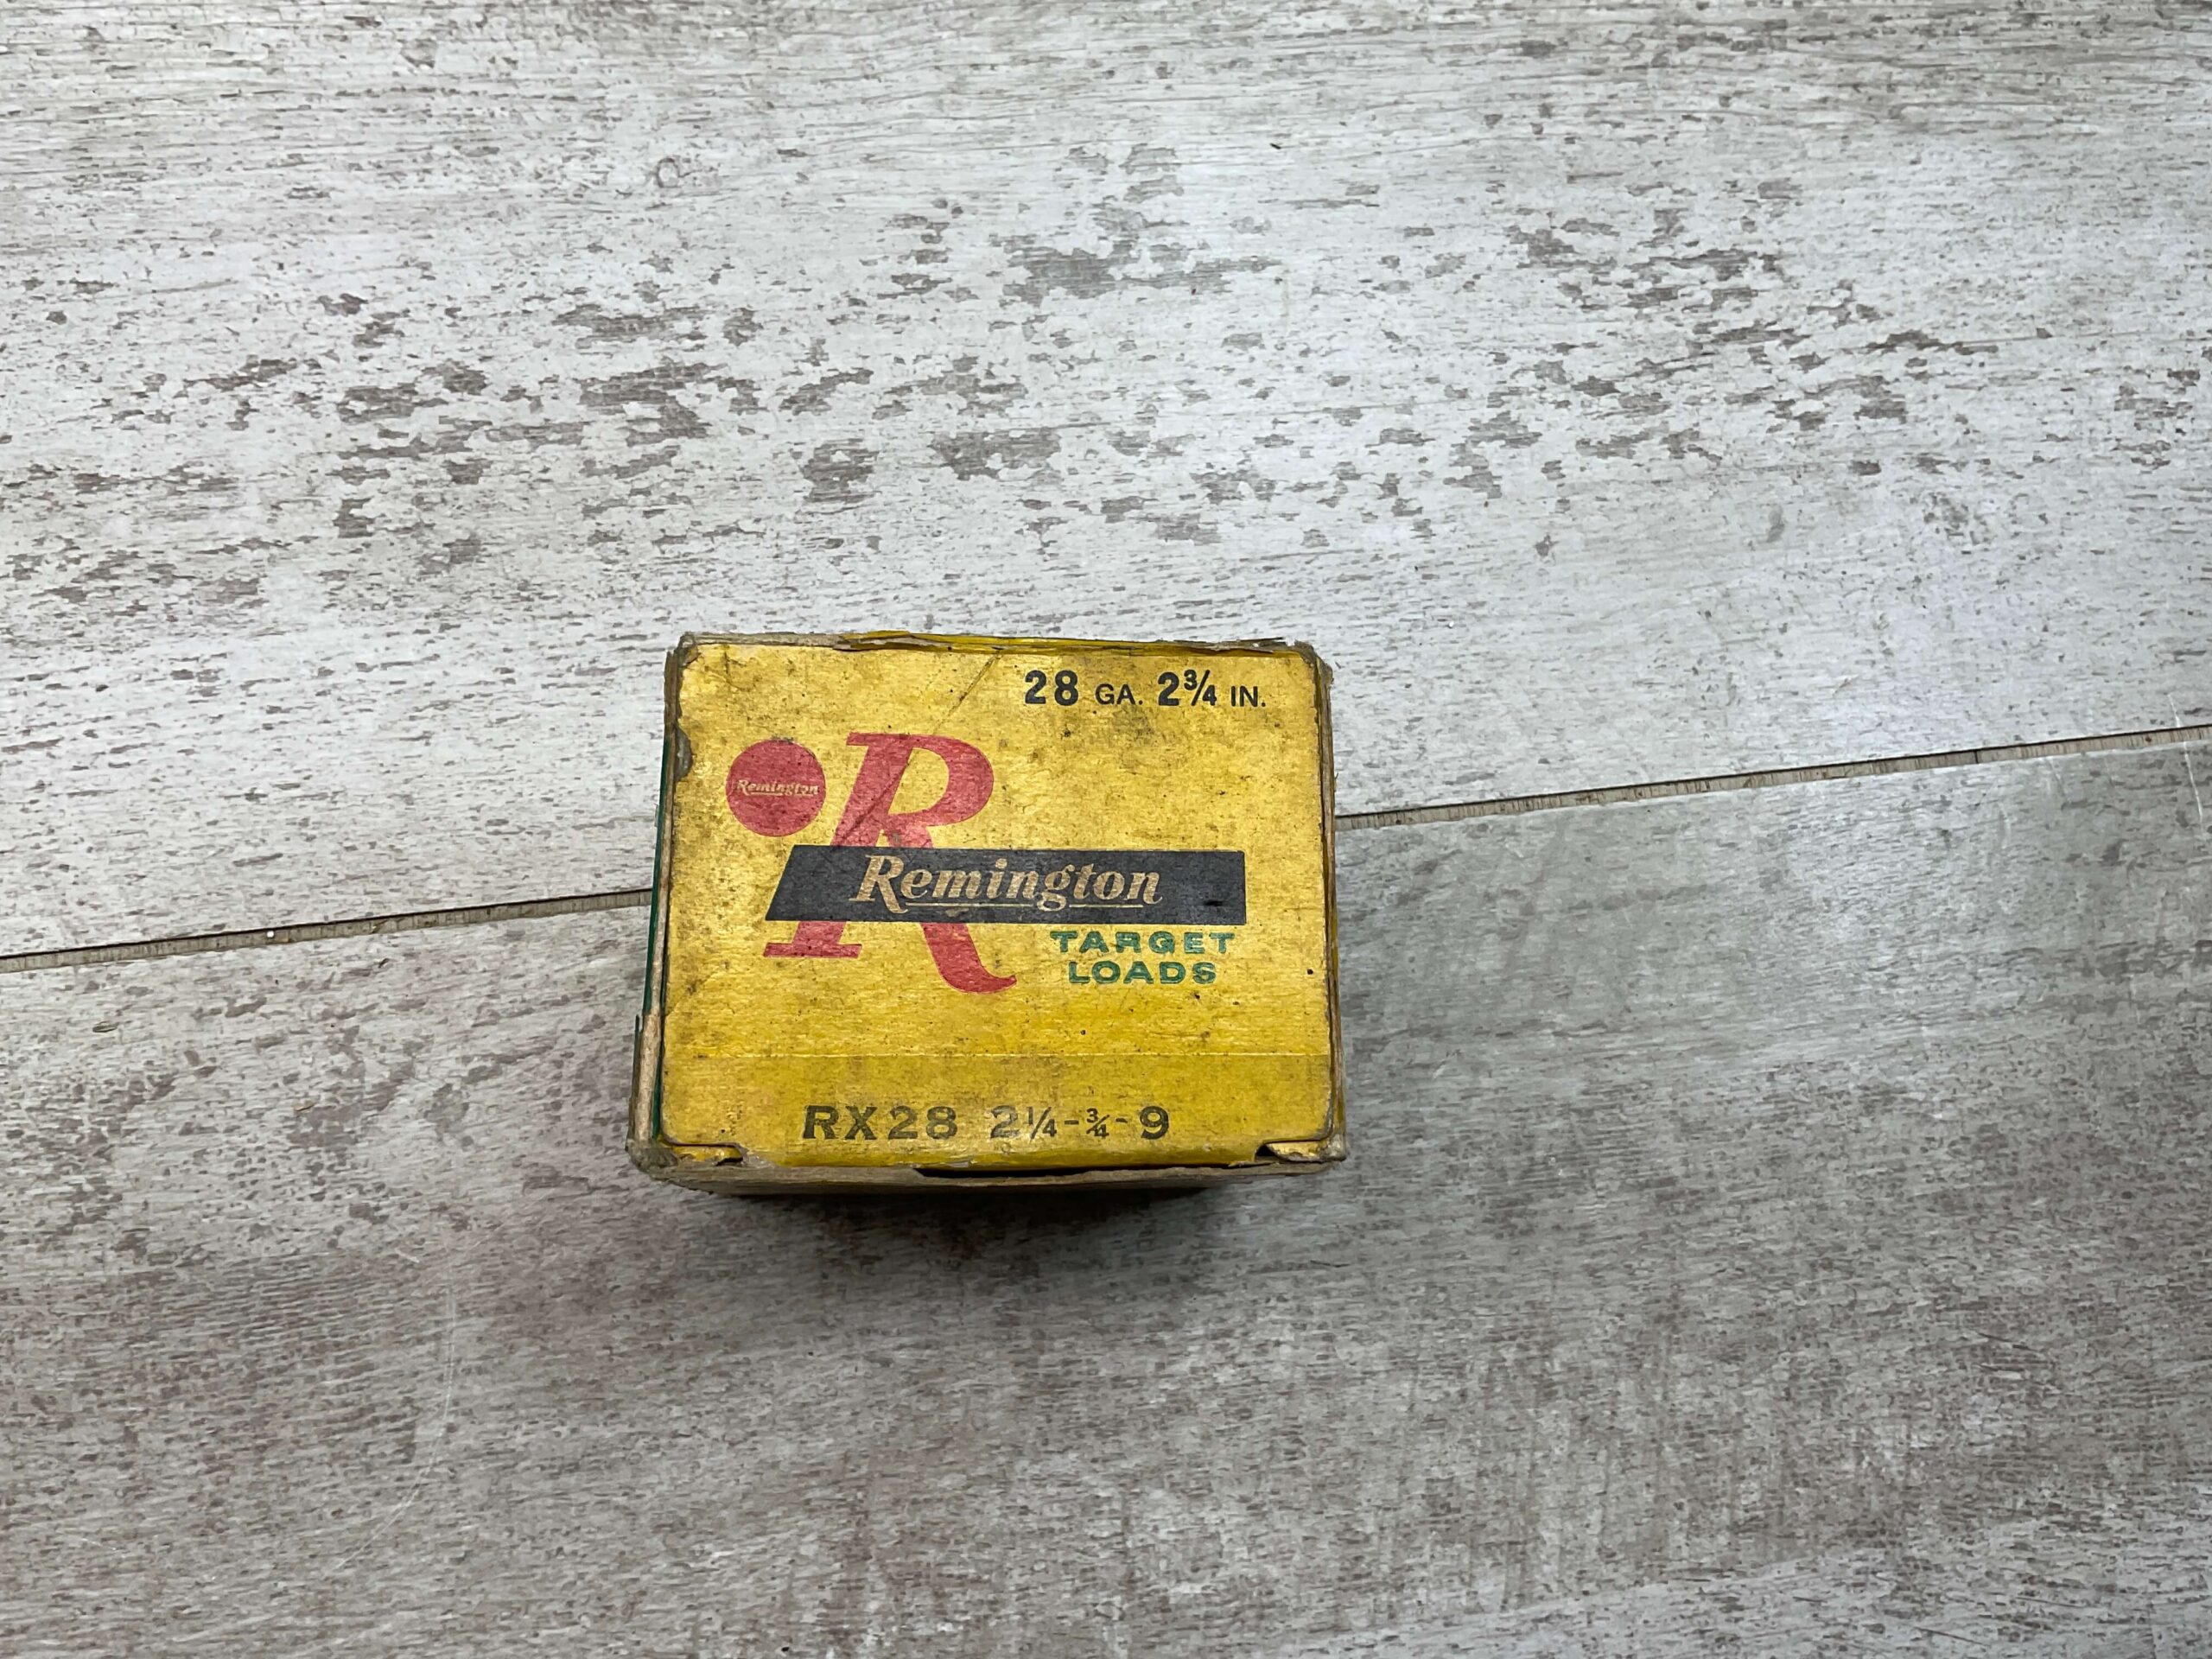 28 GA. 2¾ IN.
Remington
R
Remington
TARGET
LOADS
RX28 2¼-¾-9